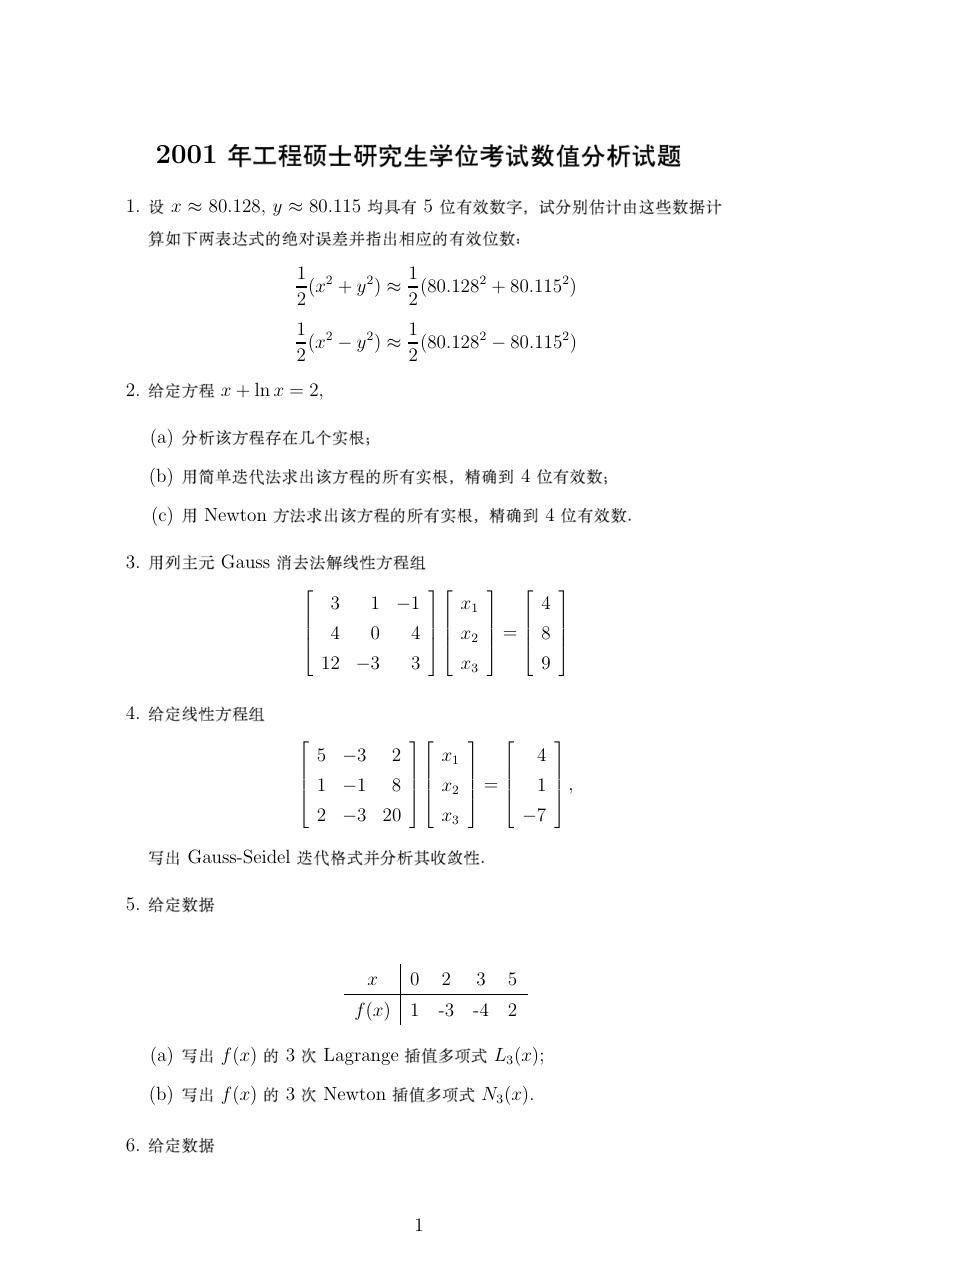 2001 年工程硕士研究生学位考试数值分析试题
1. 设 x ≈ 80.128, y ≈ 80.115 均具有 5 位有效数字，试分别估计由这些数据计
算如下两表达式的绝对误差并指出相应的有效位数:
1/2(x² + y²) ≈ 1/2(80.128² + 80.115²)
1/2(x² − y²) ≈ 1/2(80.128² − 80.115²)
2. 给定方程 x + ln x = 2,
(a) 分析该方程存在几个实根;
(b) 用简单迭代法求出该方程的所有实根，精确到 4 位有效数;
(c) 用 Newton 方法求出该方程的所有实根，精确到 4 位有效数.
3. 用列主元 Gauss 消去法解线性方程组
3 1 −1 x₁ 4
4 0 4 x₂ = 8
12 −3 3 x₃ 9
4. 给定线性方程组
5 −3 2 x₁ 4
1 −1 8 x₂ = 1 ,
2 −3 20 x₃ −7
写出 Gauss-Seidel 迭代格式并分析其收敛性.
5. 给定数据
x 0 2 3 5
f(x) 1 -3 -4 2
(a) 写出 f(x) 的 3 次 Lagrange 插值多项式 L₃(x);
(b) 写出 f(x) 的 3 次 Newton 插值多项式 N₃(x).
6. 给定数据
1